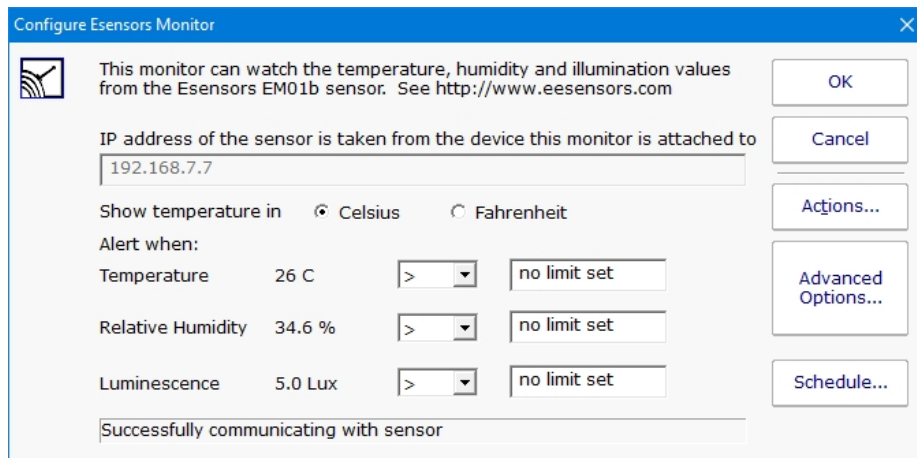 Configure Esensors Monitor
This monitor can watch the temperature, humidity and illumination values
from the Esensors EM01b sensor. See http://www.eesensors.com
OK
IP address of the sensor is taken from the device this monitor is attached to
Cancel
192.168.7.7
Show temperature in Celsius Fahrenheit
Actions...
Alert when:
Temperature 26 C > no limit set
Advanced
Options...
Relative Humidity 34.6 % > no limit set
Luminescence 5.0 Lux > no limit set
Schedule...
Successfully communicating with sensor